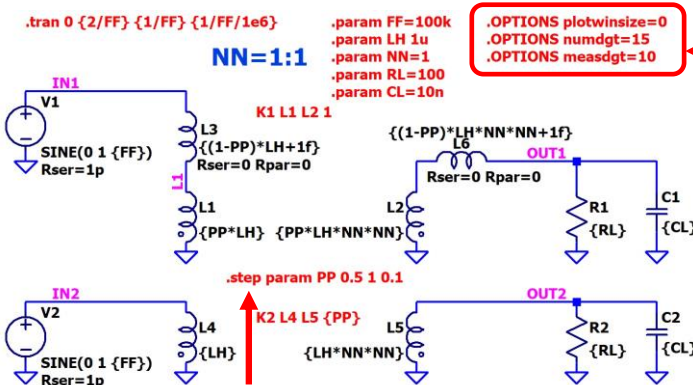 .tran 0 {2/FF} {1/FF} {1/FF/1e6}
.param FF=100k
.param LH 1u
.param NN=1
.param RL=100
.param CL=10n
.OPTIONS plotwinsize=0
.OPTIONS numdgt=15
.OPTIONS measdgt=10
NN=1:1
IN1
V1
SINE(0 1 {FF})
Rser=1p
K1 L1 L2 1
L3
{(1-PP)*LH+1f}
Rser=0 Rpar=0
L1
L1
{PP*LH}
{(1-PP)*LH*NN*NN+1f}
L6
Rser=0 Rpar=0
OUT1
L2
{PP*LH*NN*NN}
R1
{RL}
C1
{CL}
.step param PP 0.5 1 0.1
IN2
V2
SINE(0 1 {FF})
Rser=1p
K2 L4 L5 {PP}
L4
{LH}
L5
{LH*NN*NN}
OUT2
R2
{RL}
C2
{CL}